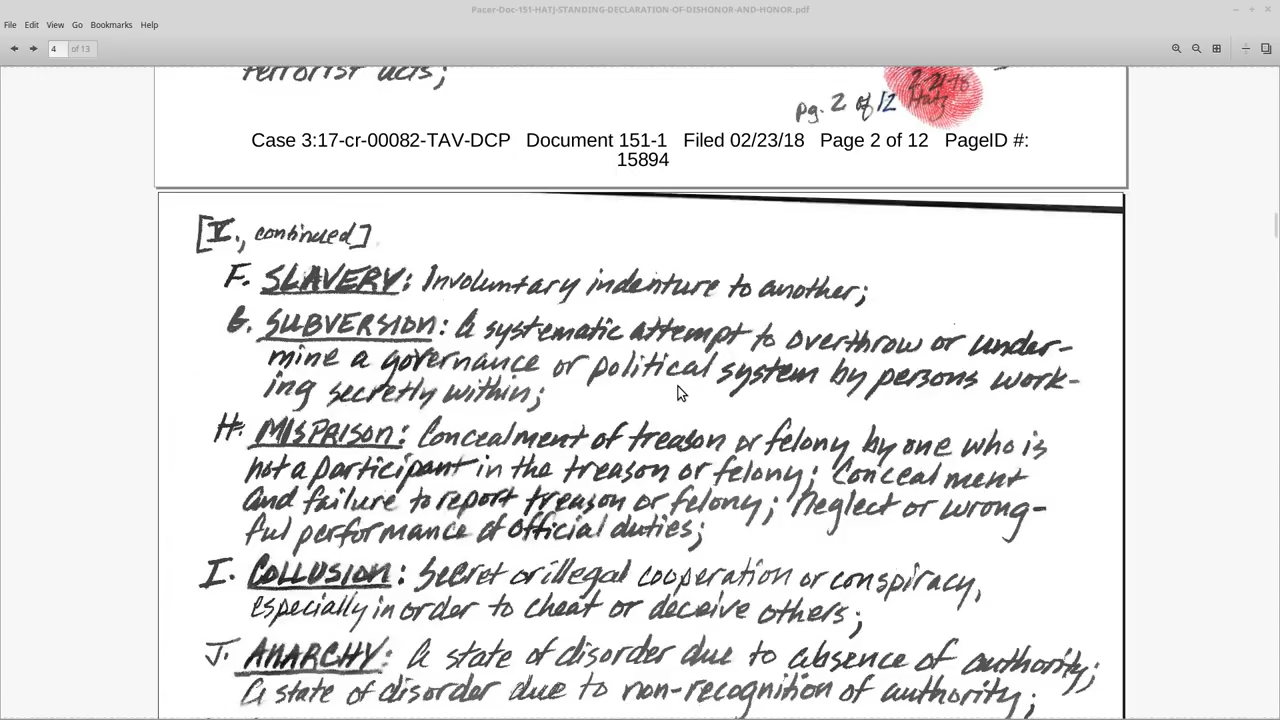 Pacer-Doc-151-HATJ-STANDING-DECLARATION-OF-DISHONOR-AND-HONOR.pdf
File Edit View Go Bookmarks Help
4 of 13
terrorist acts;
2-21-18
Hatj
pg. 2 of 12
Case 3:17-cr-00082-TAV-DCP Document 151-1 Filed 02/23/18 Page 2 of 12 PageID #:
15894
[V., continued]
F. SLAVERY: Involuntary indenture to another;
G. SUBVERSION: A systematic attempt to overthrow or under-
mine a governance or political system by persons work-
ing secretly within;
H. MISPRISON: Concealment of treason or felony by one who is
not a participant in the treason or felony; Concealment
and failure to report treason or felony; Neglect or wrong-
ful performance of official duties;
I. COLLUSION: Secret or illegal cooperation or conspiracy,
especially in order to cheat or deceive others;
J. ANARCHY: A state of disorder due to absence of authority;
A state of disorder due to non-recognition of authority;